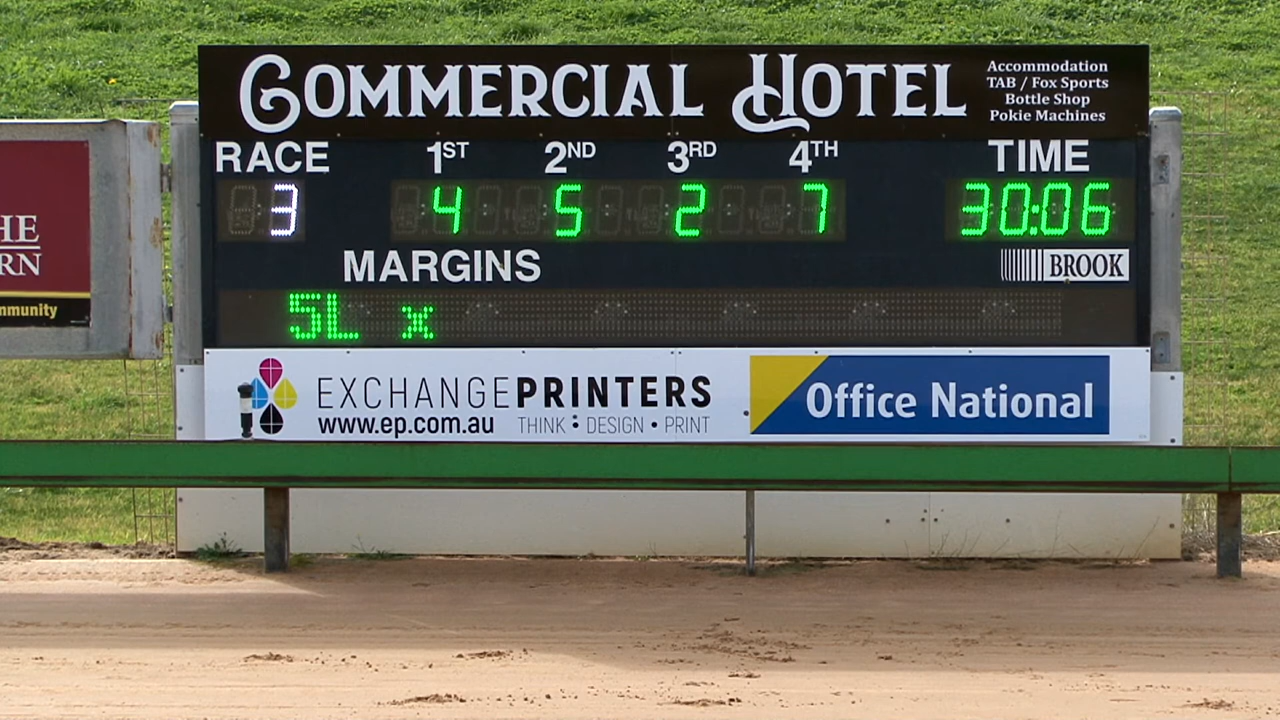 COMMERCIAL HOTEL
Accommodation
TAB / Fox Sports
Bottle Shop
Pokie Machines
RACE 1ST 2ND 3RD 4TH TIME
3 4 5 2 7 30:06
MARGINS
BROOK
5L x
HE
RN
mmunity
EXCHANGEPRINTERS
www.ep.com.au THINK : DESIGN • PRINT
Office National